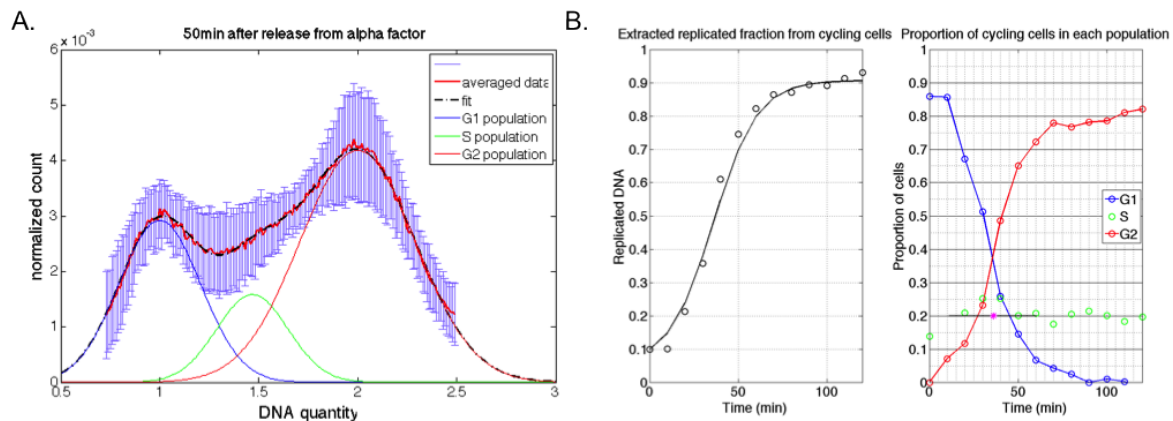 A.
50min after release from alpha factor
x 10^-3
6
5
4
3
2
1
0
normalized count
0.5
1
1.5
2
2.5
3
DNA quantity
averaged data
fit
G1 population
S population
G2 population
B.
Extracted replicated fraction from cycling cells
1
0.9
0.8
0.7
0.6
0.5
0.4
0.3
0.2
0.1
0
Replicated DNA
0
50
100
Time (min)
Proportion of cycling cells in each population
1
0.9
0.8
0.7
0.6
0.5
0.4
0.3
0.2
0.1
0
Proportion of cells
0
50
100
Time (min)
G1
S
G2